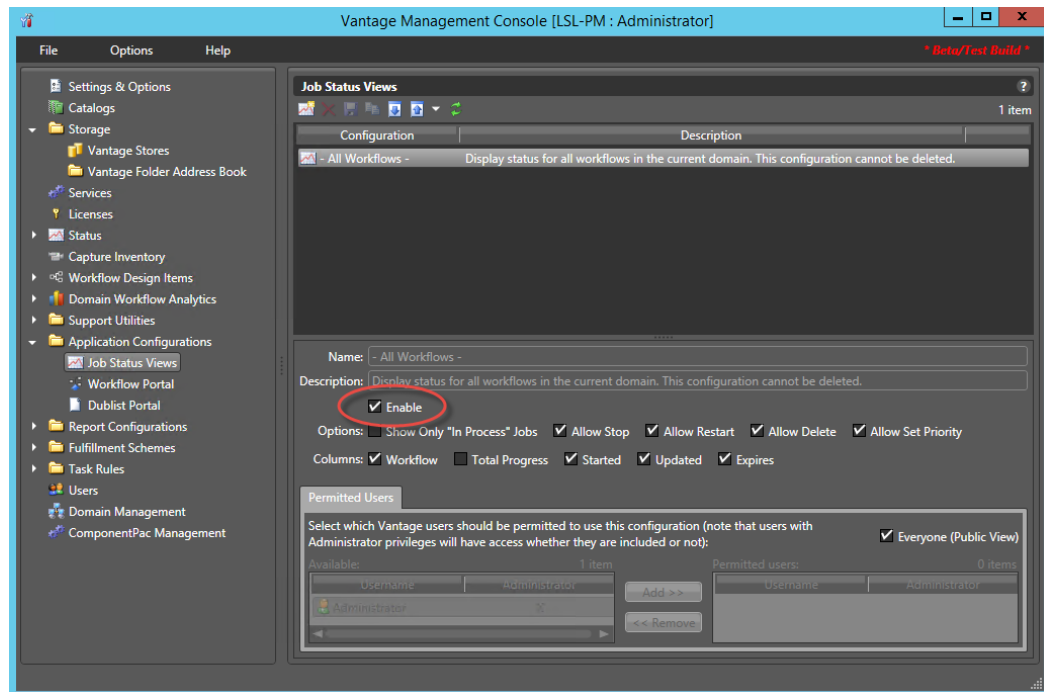 Vantage Management Console [LSL-PM : Administrator]
File Options Help
* Beta/Test Build *
Settings & Options
Catalogs
Storage
Vantage Stores
Vantage Folder Address Book
Services
Licenses
Status
Capture Inventory
Workflow Design Items
Domain Workflow Analytics
Support Utilities
Application Configurations
Job Status Views
Workflow Portal
Dublist Portal
Report Configurations
Fulfillment Schemes
Task Rules
Users
Domain Management
ComponentPac Management
Job Status Views ?
1 item
Configuration Description
- All Workflows - Display status for all workflows in the current domain. This configuration cannot be deleted.
Name: - All Workflows -
Description: Display status for all workflows in the current domain. This configuration cannot be deleted.
Enable
Options: Show Only "In Process" Jobs Allow Stop Allow Restart Allow Delete Allow Set Priority
Columns: Workflow Total Progress Started Updated Expires
Permitted Users
Select which Vantage users should be permitted to use this configuration (note that users with
Administrator privileges will have access whether they are included or not):
Everyone (Public View)
Available: 1 item
Username Administrator
Administrator X
Add >>
<< Remove
Permitted users: 0 items
Username Administrator